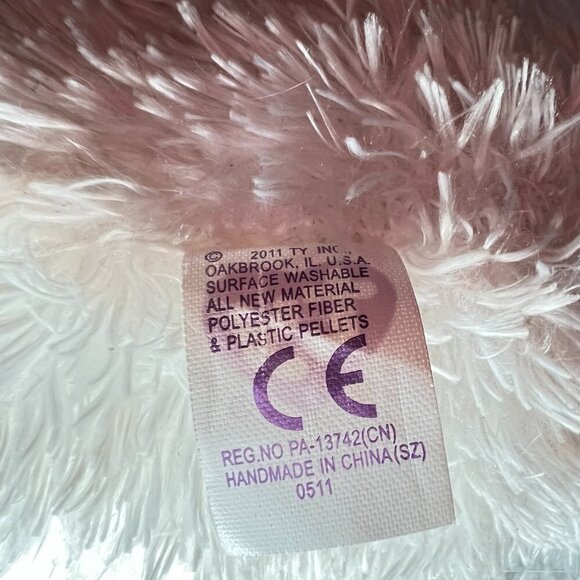 © 2011 TY INC.
OAKBROOK, IL. U.S.A.
SURFACE WASHABLE
ALL NEW MATERIAL
POLYESTER FIBER
& PLASTIC PELLETS
CE
REG.NO PA-13742(CN)
HANDMADE IN CHINA(SZ)
0511